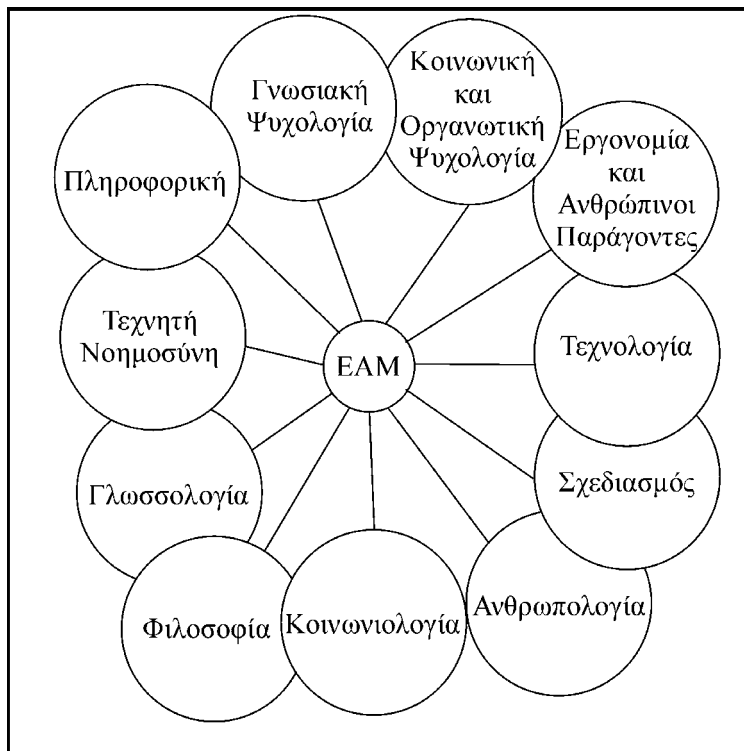 Γνωσιακή
Ψυχολογία
Κοινωνική
και
Οργανωτική
Ψυχολογία
Εργονομία
και
Ανθρώπινοι
Παράγοντες
Πληροφορική
Τεχνητή
Νοημοσύνη
ΕΑΜ
Τεχνολογία
Γλωσσολογία
Σχεδιασμός
Φιλοσοφία
Κοινωνιολογία
Ανθρωπολογία